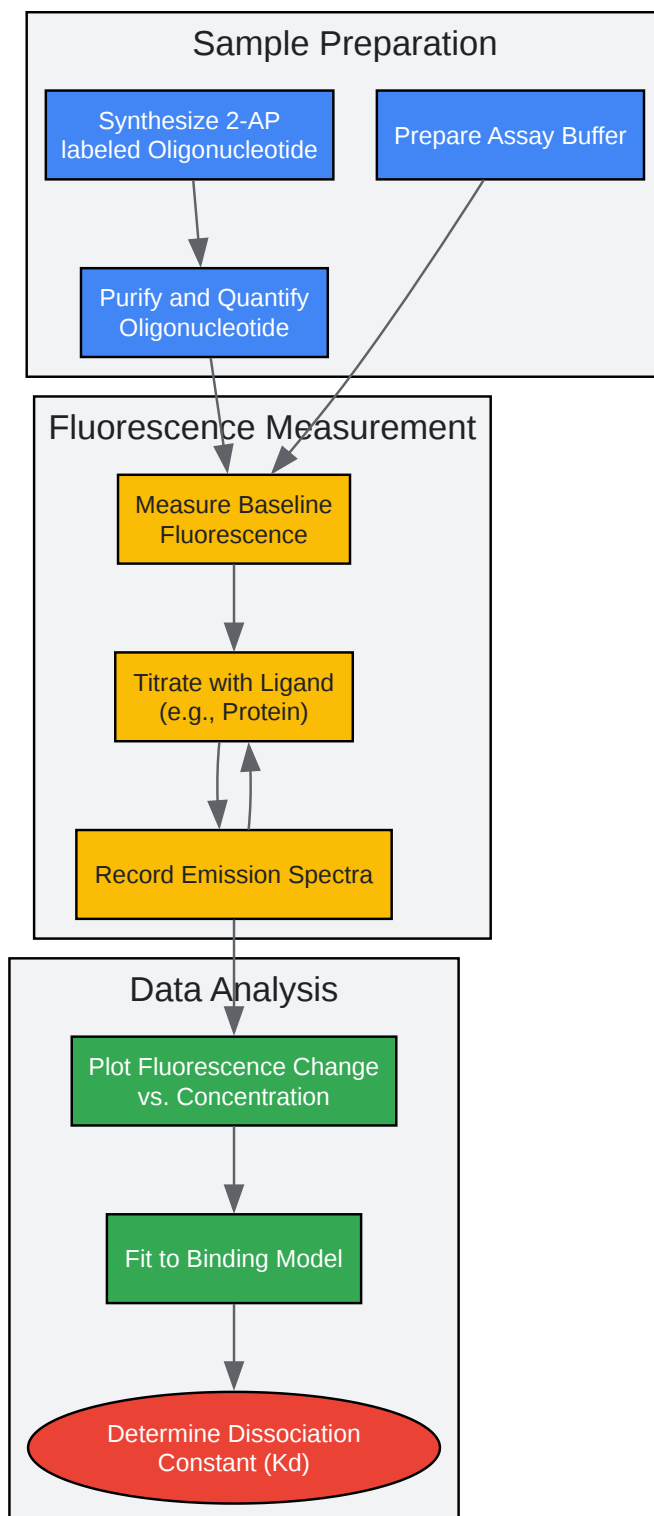 Sample Preparation
Synthesize 2-AP
labeled Oligonucleotide
Prepare Assay Buffer
Purify and Quantify
Oligonucleotide
Fluorescence Measurement
Measure Baseline
Fluorescence
Titrate with Ligand
(e.g., Protein)
Record Emission Spectra
Data Analysis
Plot Fluorescence Change
vs. Concentration
Fit to Binding Model
Determine Dissociation
Constant (Kd)